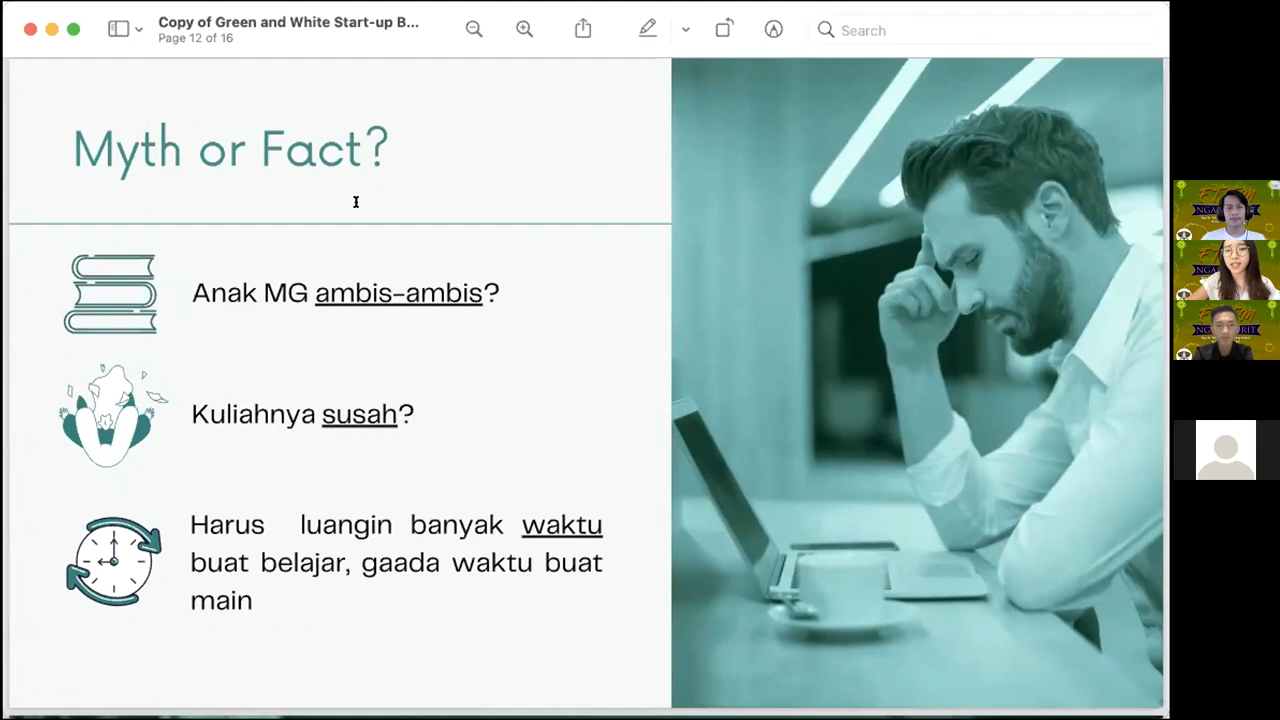 Copy of Green and White Start-up B...
Page 12 of 16
Search
Myth or Fact?
Anak MG ambis-ambis?
Kuliahnya susah?
Harus luangin banyak waktu
buat belajar, gaada waktu buat
main